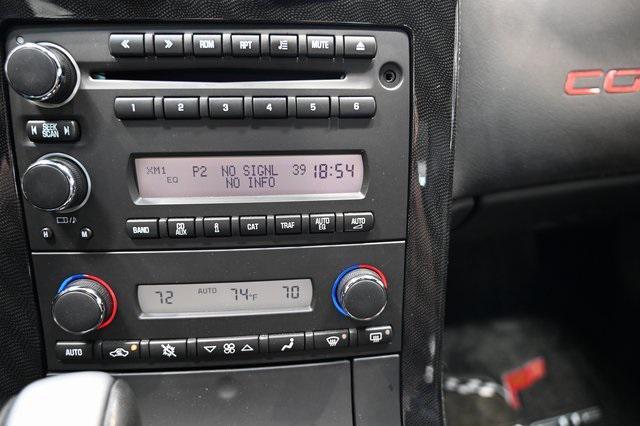 RDM RPT MUTE
1 2 3 4 5 6
SEEK
SCAN
XM1 P2 NO SIGNL 39 18:54
EQ NO INFO
BAND CD AUX CAT TRAF AUTO EQ AUTO
H M
72 AUTO 74°F 70
AUTO
CO